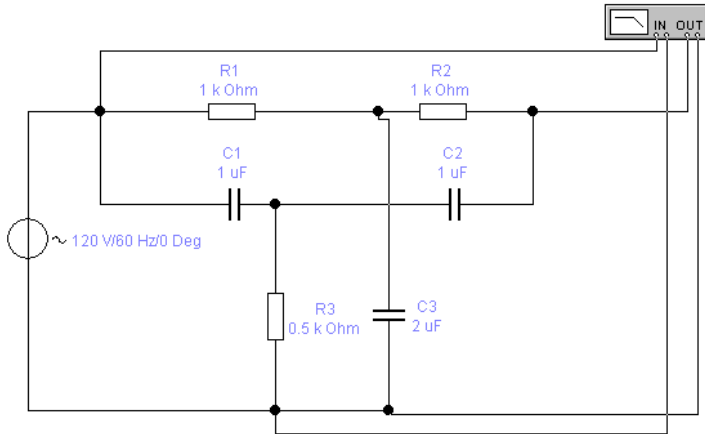 IN OUT
R1
1 k Ohm
R2
1 k Ohm
C1
1 uF
C2
1 uF
~ 120 V/60 Hz/0 Deg
R3
0.5 k Ohm
C3
2 uF